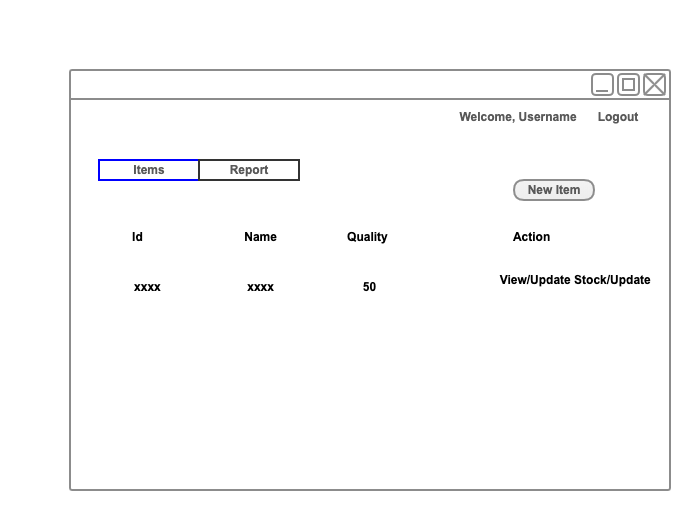 Welcome, Username Logout
Items Report
New Item
Id Name Quality Action
xxxx xxxx 50 View/Update Stock/Update